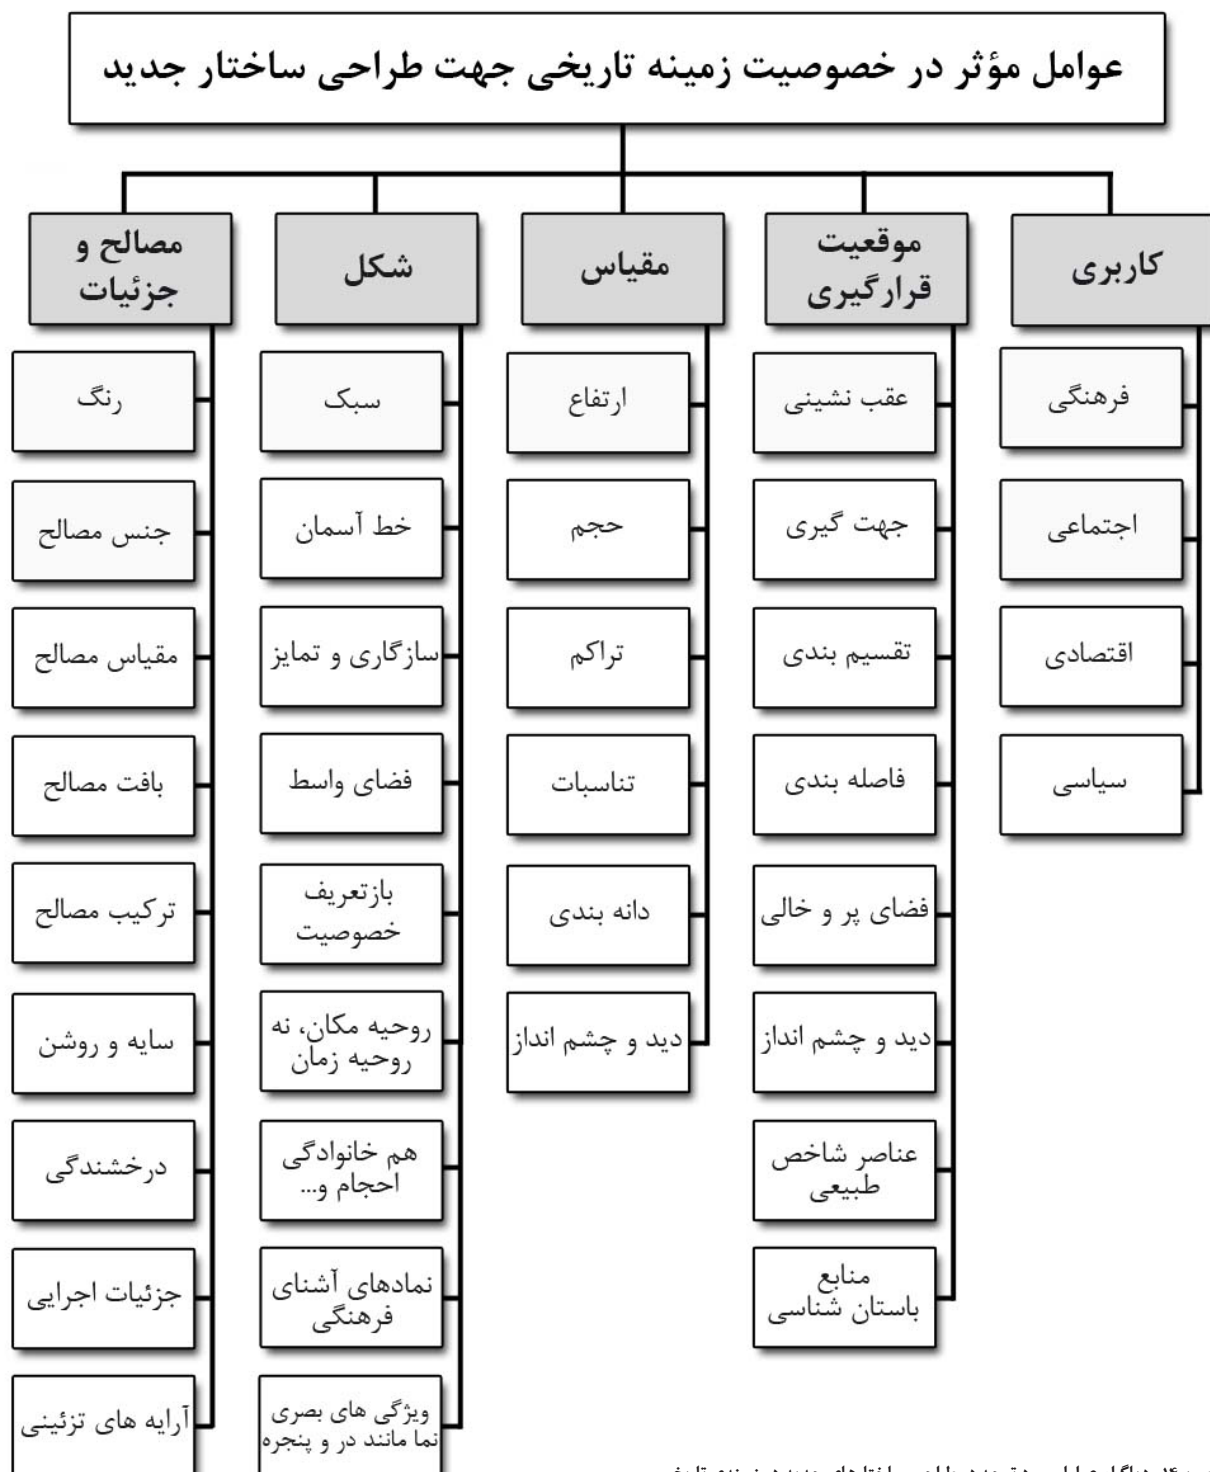 عوامل مؤثر در خصوصیت زمینه تاریخی جهت طراحی ساختار جدید
کاربری
فرهنگی
اجتماعی
اقتصادی
سیاسی
موقعیت
قرارگیری
عقب نشینی
جهت گیری
تقسیم بندی
فاصله بندی
فضای پر و خالی
دید و چشم انداز
عناصر شاخص
طبیعی
منابع
باستان شناسی
مقیاس
ارتفاع
حجم
تراکم
تناسبات
دانه بندی
دید و چشم انداز
شکل
سبک
خط آسمان
سازگاری و تمایز
فضای واسط
بازتعریف
خصوصیت
روحیه مکان، نه
روحیه زمان
هم خانوادگی
احجام و...
نمادهای آشنای
فرهنگی
ویژگی های بصری
نما مانند در و پنجره
مصالح و
جزئیات
رنگ
جنس مصالح
مقیاس مصالح
بافت مصالح
ترکیب مصالح
سایه و روشن
درخشندگی
جزئیات اجرایی
آرایه های تزئینی